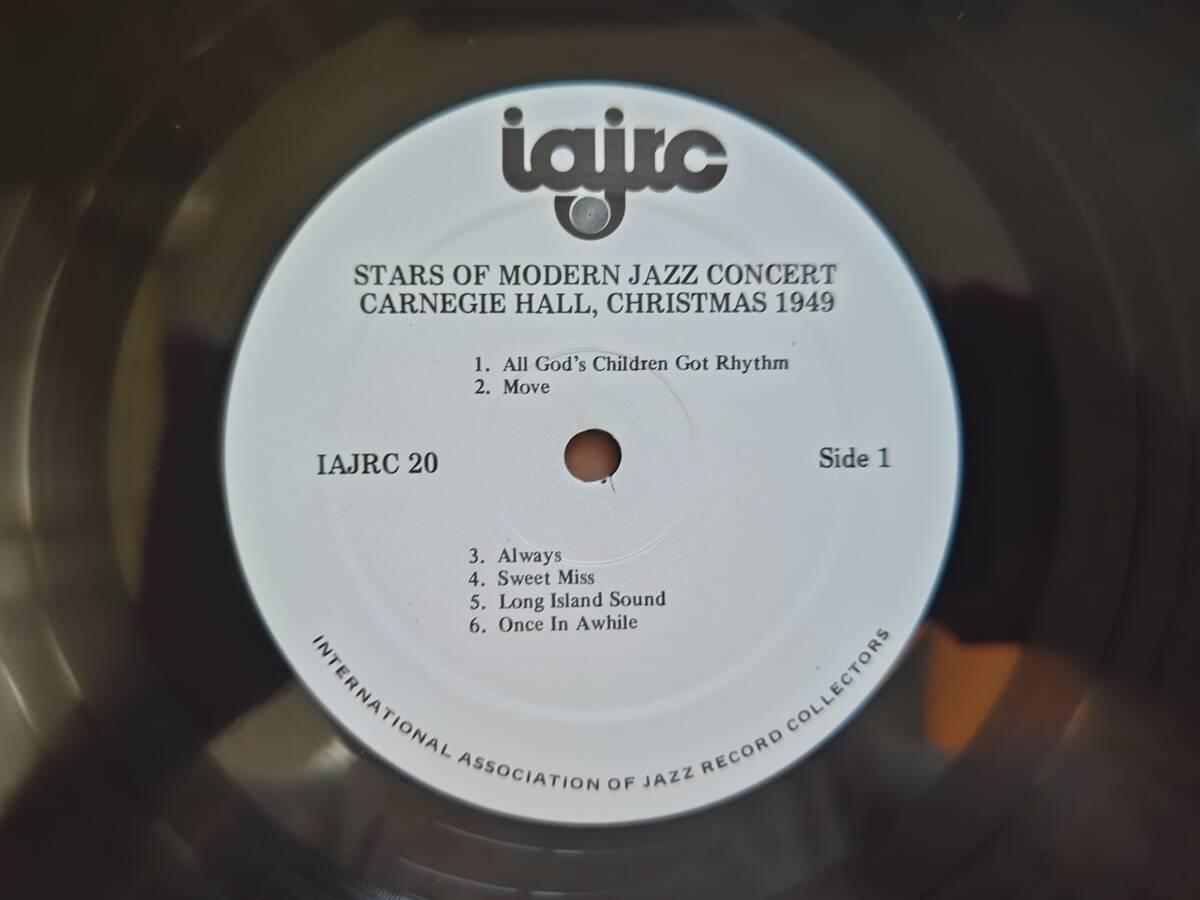 iajrc
STARS OF MODERN JAZZ CONCERT
CARNEGIE HALL, CHRISTMAS 1949
1. All God's Children Got Rhythm
2. Move
IAJRC 20
Side 1
3. Always
4. Sweet Miss
5. Long Island Sound
6. Once In Awhile
INTERNATIONAL ASSOCIATION OF JAZZ RECORD COLLECTORS